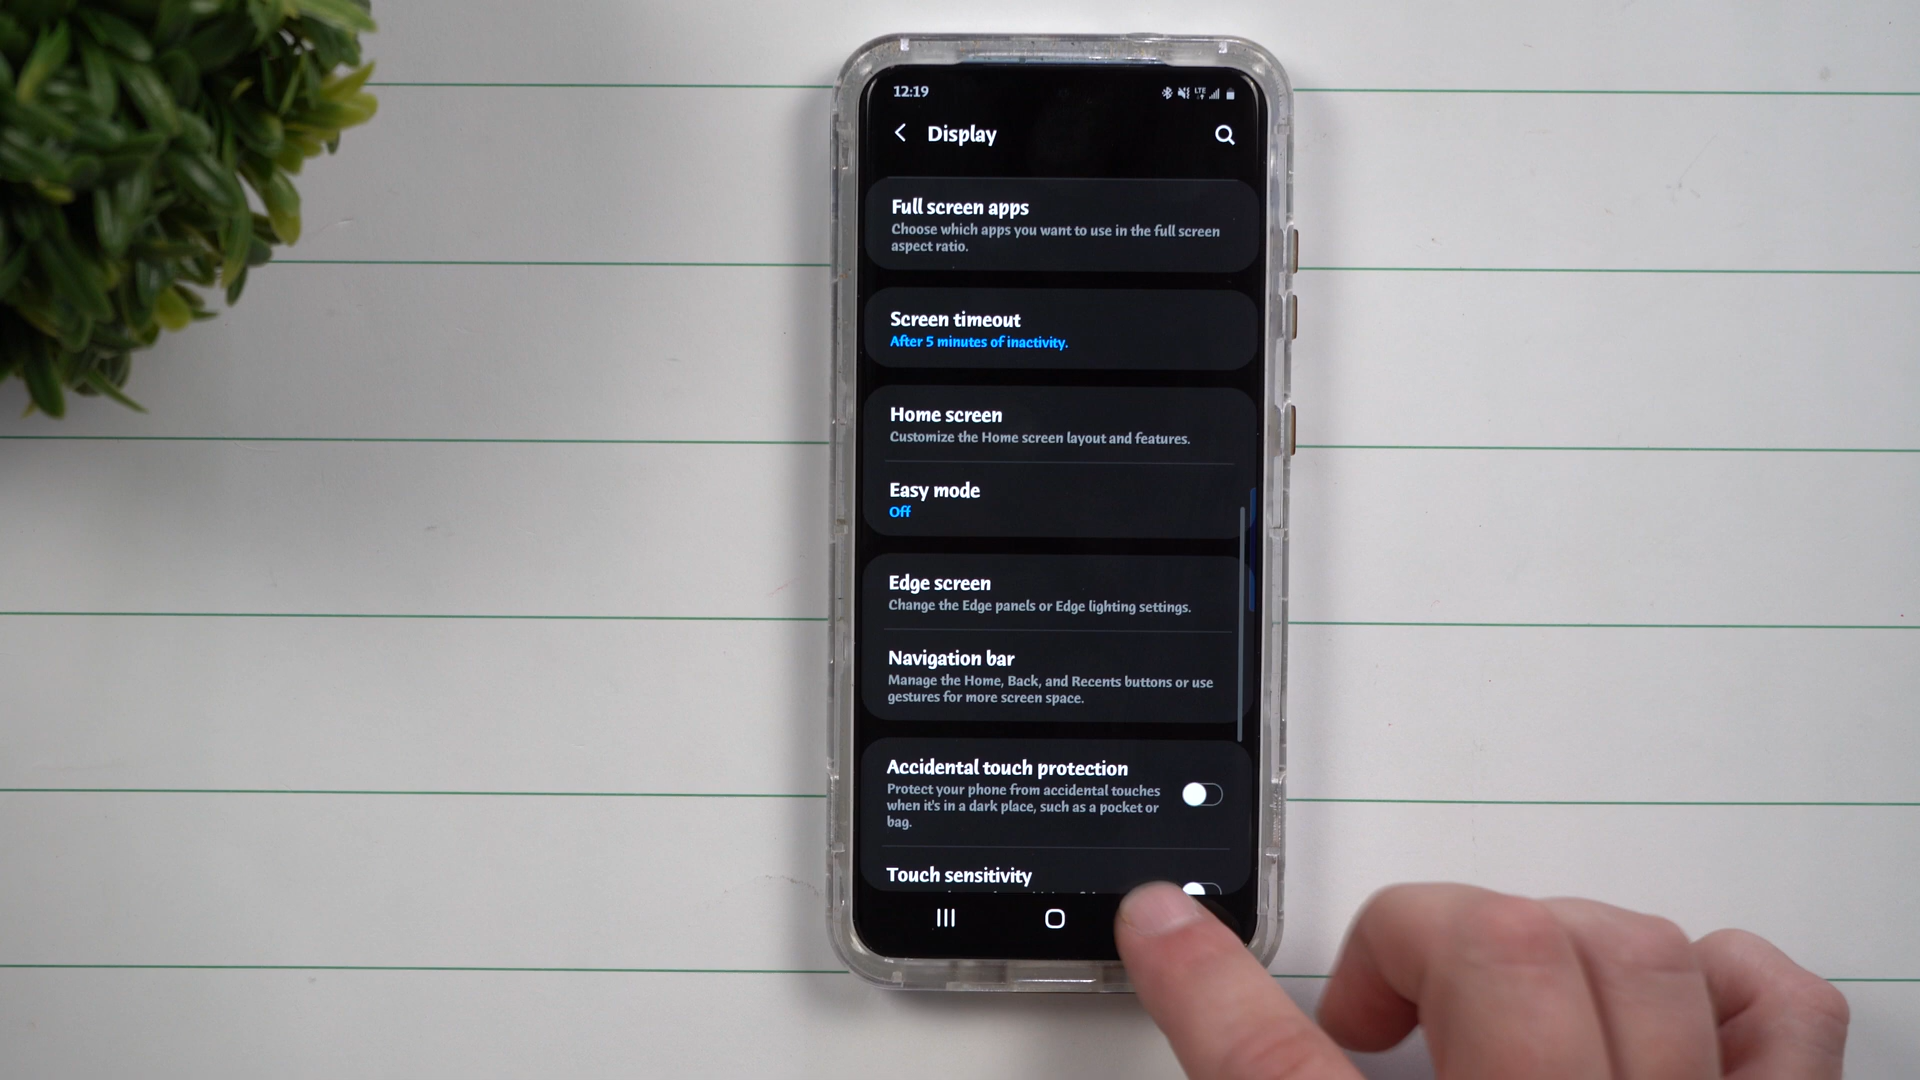 12:19
LTE
Display
Full screen apps
Choose which apps you want to use in the full screen
aspect ratio.
Screen timeout
After 5 minutes of inactivity.
Home screen
Customize the Home screen layout and features.
Easy mode
Off
Edge screen
Change the Edge panels or Edge lighting settings.
Navigation bar
Manage the Home, Back, and Recents buttons or use
gestures for more screen space.
Accidental touch protection
Protect your phone from accidental touches
when it's in a dark place, such as a pocket or
bag.
Touch sensitivity